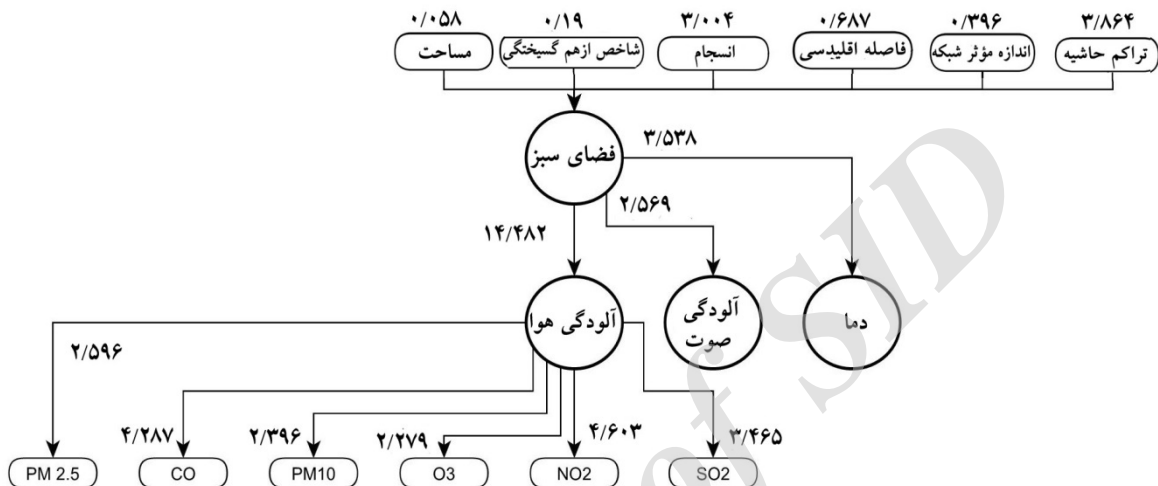 ۳/۸۶۴
۰/۳۹۶
۰/۶۸۷
۳/۰۰۴
۰/۱۹
۰/۰۵۸
تراکم حاشیه
اندازه مؤثر شبکه
فاصله اقلیدسی
انسجام
شاخص ازهم گسیختگی
مساحت
فضای سبز
۳/۵۳۸
۲/۵۶۹
۱۴/۴۸۲
دما
آلودگی
صوت
آلودگی هوا
۲/۵۹۶
۴/۲۸۷
۲/۳۹۶
۲/۲۷۹
۴/۶۰۳
۳/۴۶۵
PM 2.5
CO
PM10
O3
NO2
SO2
of SID